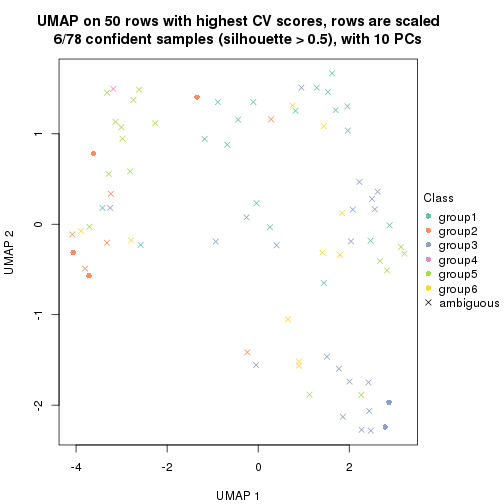 UMAP on 50 rows with highest CV scores, rows are scaled
6/78 confident samples (silhouette > 0.5), with 10 PCs
1
0
-1
-2
UMAP 2
-4
-2
0
2
UMAP 1
Class
group1
group2
group3
group4
group5
group6
ambiguous